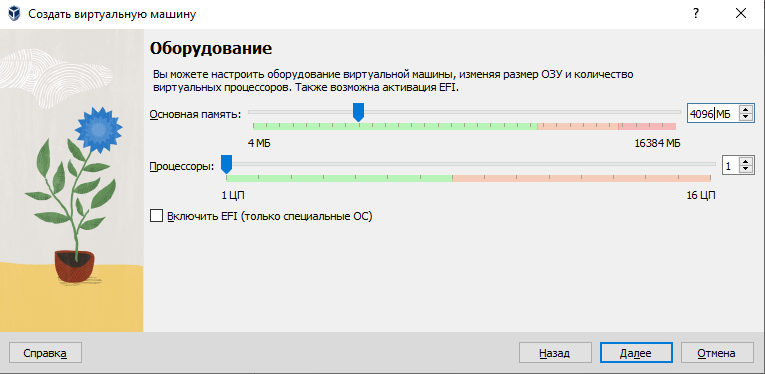 Создать виртуальную машину
?
Оборудование
Вы можете настроить оборудование виртуальной машины, изменяя размер ОЗУ и количество
виртуальных процессоров. Также возможна активация EFI.
Основная память: 4096 МБ
4 МБ 16384 МБ
Процессоры: 1
1 ЦП 16 ЦП
Включить EFI (только специальные ОС)
Справка Назад Далее Отмена